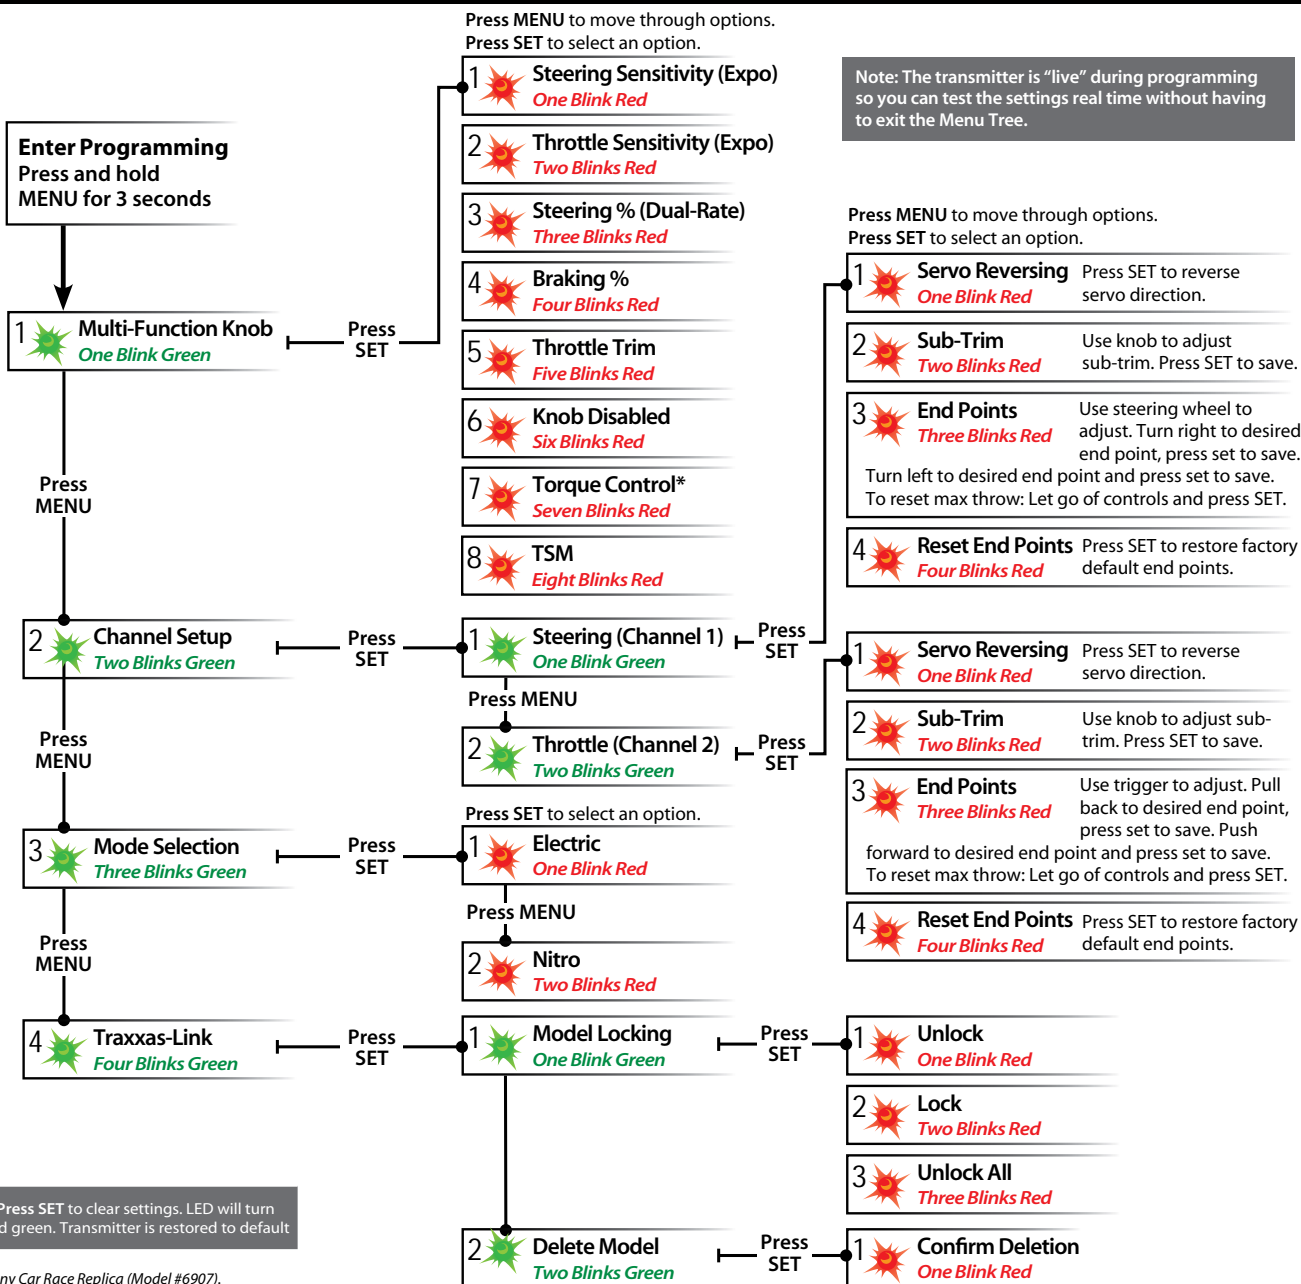 Press MENU to move through options.
Press SET to select an option.
Note: The transmitter is “live” during programming
so you can test the settings real time without having
to exit the Menu Tree.
Enter Programming
Press and hold
MENU for 3 seconds
1
Multi-Function Knob
One Blink Green
Press
SET
1
Steering Sensitivity (Expo)
One Blink Red
2
Throttle Sensitivity (Expo)
Two Blinks Red
3
Steering % (Dual-Rate)
Three Blinks Red
4
Braking %
Four Blinks Red
5
Throttle Trim
Five Blinks Red
6
Knob Disabled
Six Blinks Red
7
Torque Control*
Seven Blinks Red
8
TSM
Eight Blinks Red
Press
MENU
2
Channel Setup
Two Blinks Green
Press
SET
1
Steering (Channel 1)
One Blink Green
Press
SET
Press MENU to move through options.
Press SET to select an option.
1
Servo Reversing
One Blink Red
Press SET to reverse
servo direction.
2
Sub-Trim
Two Blinks Red
Use knob to adjust
sub-trim. Press SET to save.
3
End Points
Three Blinks Red
Use steering wheel to
adjust. Turn right to desired
end point, press set to save.
Turn left to desired end point and press set to save.
To reset max throw: Let go of controls and press SET.
4
Reset End Points
Four Blinks Red
Press SET to restore factory
default end points.
Press MENU
2
Throttle (Channel 2)
Two Blinks Green
Press
SET
1
Servo Reversing
One Blink Red
Press SET to reverse
servo direction.
2
Sub-Trim
Two Blinks Red
Use knob to adjust sub-
trim. Press SET to save.
3
End Points
Three Blinks Red
Use trigger to adjust. Pull
back to desired end point,
press set to save. Push
forward to desired end point and press set to save.
To reset max throw: Let go of controls and press SET.
4
Reset End Points
Four Blinks Red
Press SET to restore factory
default end points.
Press
MENU
3
Mode Selection
Three Blinks Green
Press
SET
Press SET to select an option.
1
Electric
One Blink Red
Press MENU
2
Nitro
Two Blinks Red
Press
MENU
4
Traxxas-Link
Four Blinks Green
Press
SET
1
Model Locking
One Blink Green
Press
SET
1
Unlock
One Blink Red
2
Lock
Two Blinks Red
3
Unlock All
Three Blinks Red
2
Delete Model
Two Blinks Green
Press
SET
1
Confirm Deletion
One Blink Red
Press SET to clear settings. LED will turn
d green. Transmitter is restored to default
ny Car Race Replica (Model #6907).